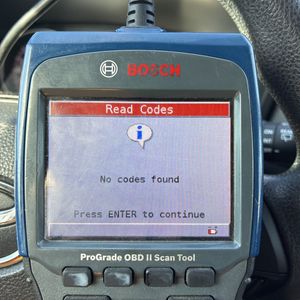 BOSCH
Read Codes
No codes found
Press ENTER to continue
ProGrade OBD II Scan Tool